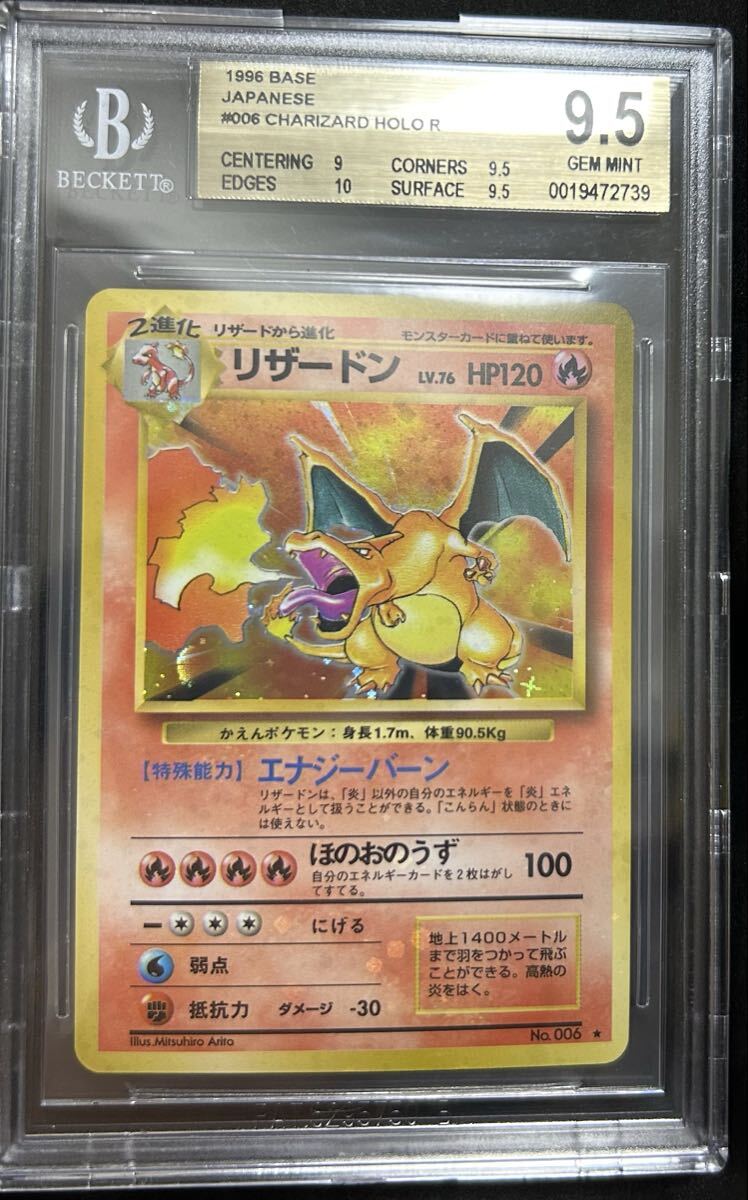 B
BECKETT®
1996 BASE
JAPANESE
#006 CHARIZARD HOLO R
9.5
GEM MINT
CENTERING 9 CORNERS 9.5
EDGES 10 SURFACE 9.5
0019472739
2進化 リザードから進化 モンスターカードに重ねて使います。
リザードン LV.76 HP120
かえんポケモン:身長1.7m、体重90.5Kg
【特殊能力】エナジーバーン
リザードンは、「炎」以外の自分のエネルギーを「炎」エネ
ルギーとして扱うことができる。「こんらん」状態のときに
は使えない。
ほのおのうず 100
自分のエネルギーカードを2枚はがし
てすてる。
にげる
弱点
抵抗力 ダメージ -30
地上1400メートル
まで羽をつかって飛ぶ
ことができる。高熱の
炎をはく。
Illus.Mitsuhiro Arita
No.006 ★